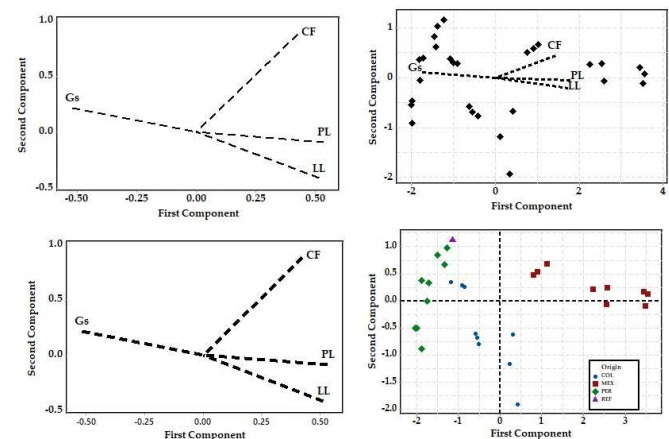 1.0
CF
0.5
Gs
0.0
PL
LL
-0.5
-0.50 -0.25 0.00 0.25 0.50
First Component
Second Component
1
CF
Gs
0
PL
LL
-1
-2
-2 0 2 4
First Component
Second Component
1.0
CF
0.5
Gs
0.0
PL
LL
-0.5
-0.50 -0.25 0.00 0.25 0.50
First Component
Second Component
1.0
0.5
0.0
-0.5
-1.0
-1.5
-2.0
-2 -1 0 1 2 3
First Component
Second Component
Origin
COL
MEX
PER
REF